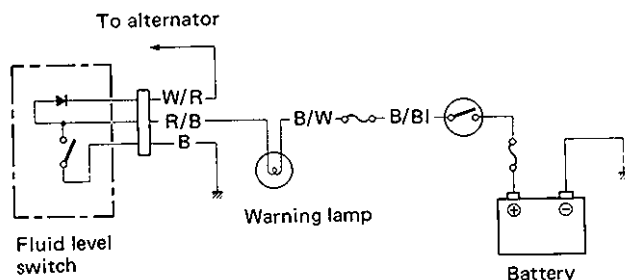 To alternator
W/R
R/B
B
B/W
B/Bl
Warning lamp
Fluid level
switch
⊕
⊖
Battery